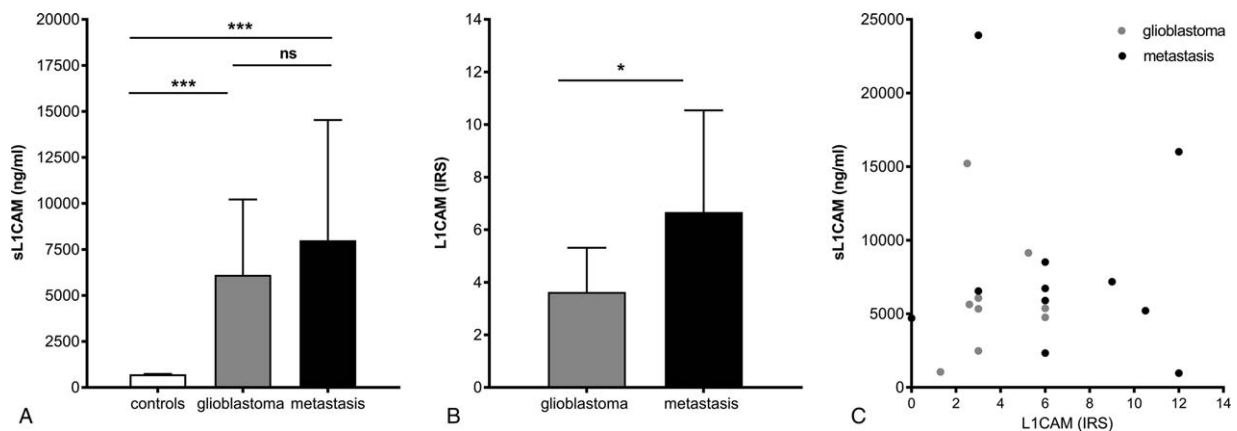 20000
17500
15000
12500
10000
7500
5000
2500
0
sL1CAM (ng/ml)
***
***
ns
controls glioblastoma metastasis
A
14
12
10
8
6
4
2
0
L1CAM (IRS)
*
glioblastoma metastasis
B
25000
20000
15000
10000
5000
0
sL1CAM (ng/ml)
glioblastoma
metastasis
0 2 4 6 8 10 12 14
L1CAM (IRS)
C